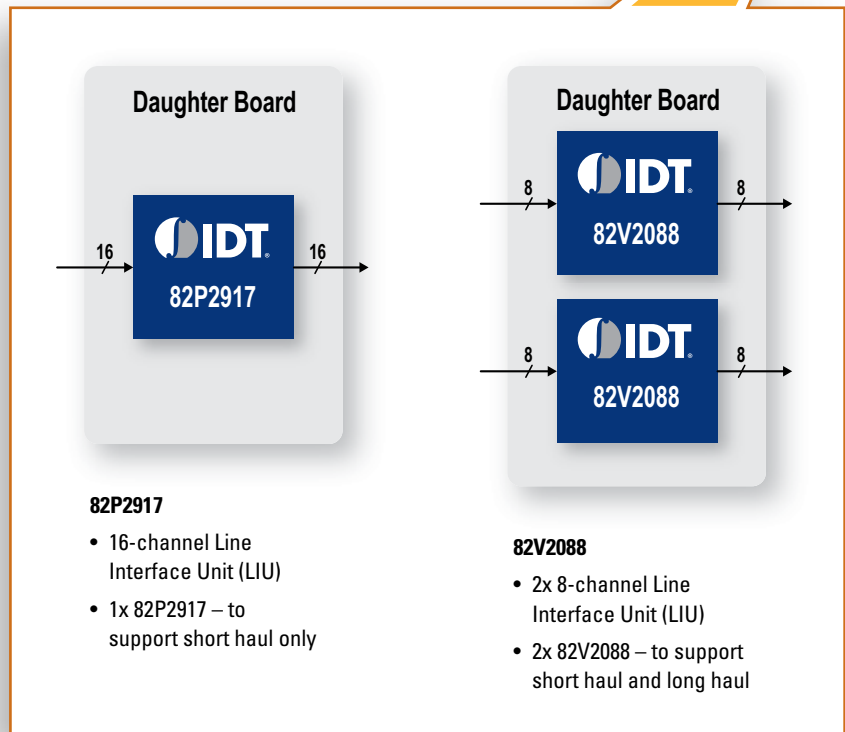 Daughter Board
16
IDT®
82P2917
16
82P2917
• 16-channel Line
Interface Unit (LIU)
• 1x 82P2917 – to
support short haul only
Daughter Board
8
IDT®
82V2088
8
8
IDT®
82V2088
8
82V2088
• 2x 8-channel Line
Interface Unit (LIU)
• 2x 82V2088 – to support
short haul and long haul